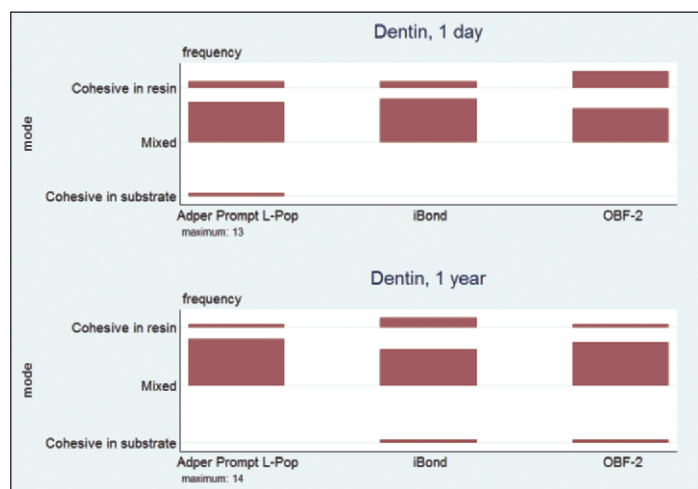 Dentin, 1 day
frequency
mode
Cohesive in resin
Mixed
Cohesive in substrate
Adper Prompt L-Pop iBond OBF-2
maximum: 13
Dentin, 1 year
frequency
mode
Cohesive in resin
Mixed
Cohesive in substrate
Adper Prompt L-Pop iBond OBF-2
maximum: 14